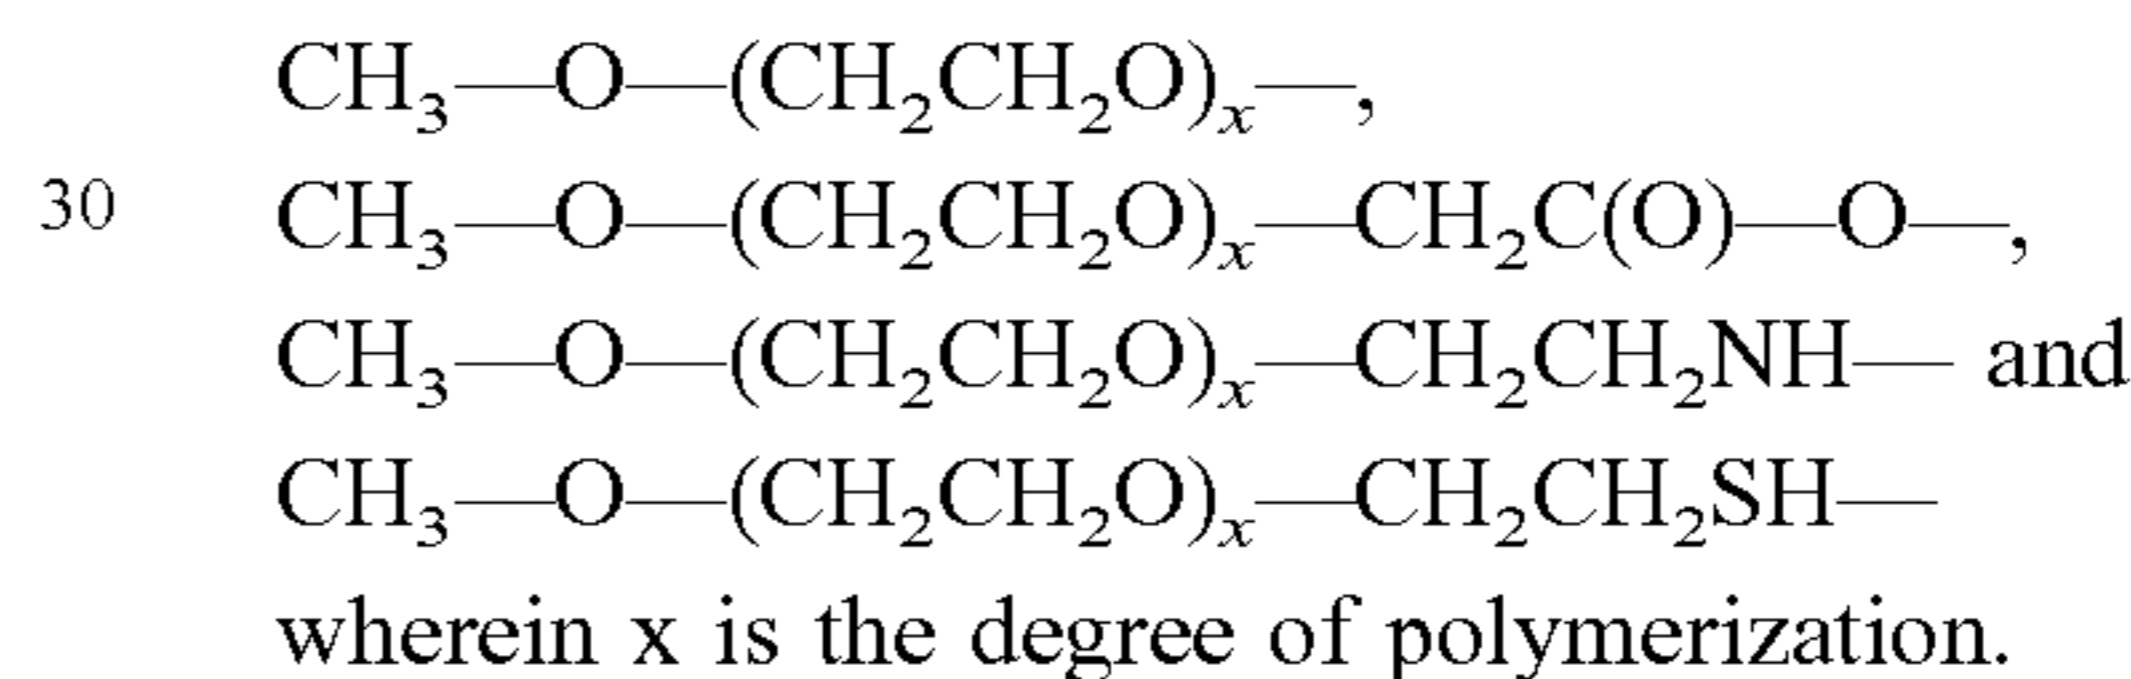 CH₃—O—(CH₂CH₂O)ₓ—,
30 CH₃—O—(CH₂CH₂O)ₓ—CH₂C(O)—O—,
CH₃—O—(CH₂CH₂O)ₓ—CH₂CH₂NH— and
CH₃—O—(CH₂CH₂O)ₓ—CH₂CH₂SH—
wherein x is the degree of polymerization.